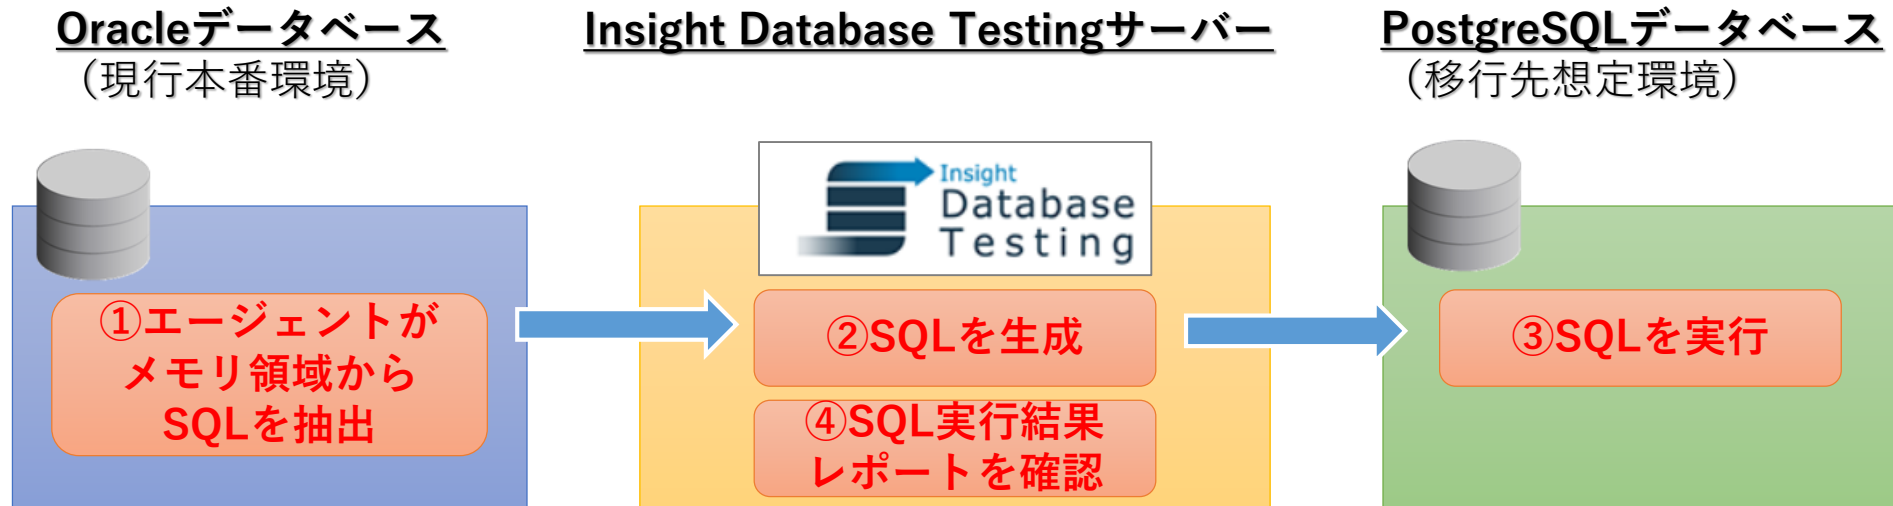 Oracleデータベース
（現行本番環境）
Insight Database Testingサーバー
PostgreSQLデータベース
（移行先想定環境）
①エージェントが
メモリ領域から
SQLを抽出
Insight
Database
Testing
②SQLを生成
④SQL実行結果
レポートを確認
③SQLを実行